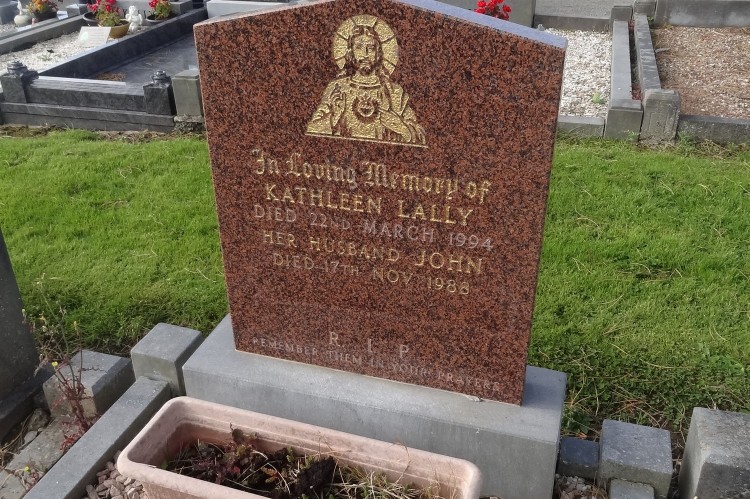 In Loving Memory of
KATHLEEN LALLY
DIED 22ND MARCH 1994
HER HUSBAND JOHN
DIED 17TH NOV. 1988
R. I. P.
REMEMBER THEM IN YOUR PRAYERS